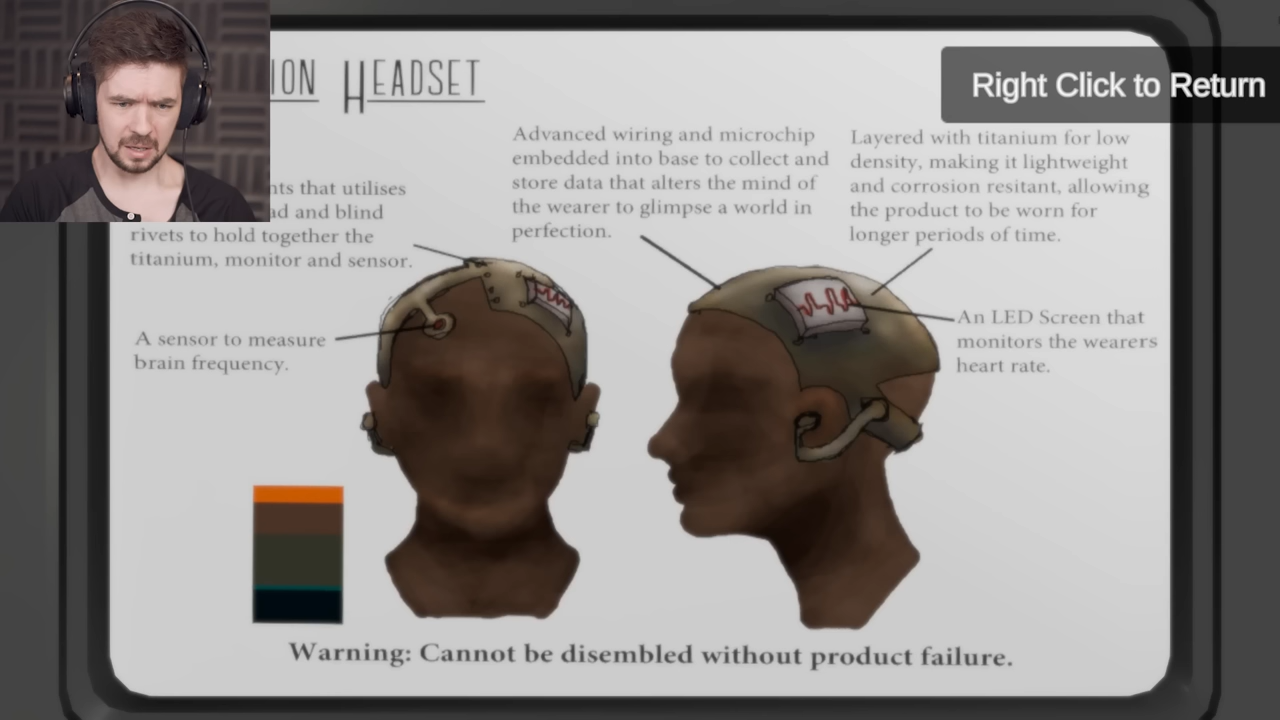 ION HEADSET
Right Click to Return
nts that utilises
ad and blind
rivets to hold together the
titanium, monitor and sensor.
Advanced wiring and microchip
embedded into base to collect and
store data that alters the mind of
the wearer to glimpse a world in
perfection.
Layered with titanium for low
density, making it lightweight
and corrosion resitant, allowing
the product to be worn for
longer periods of time.
A sensor to measure
brain frequency.
An LED Screen that
monitors the wearers
heart rate.
Warning: Cannot be disembled without product failure.